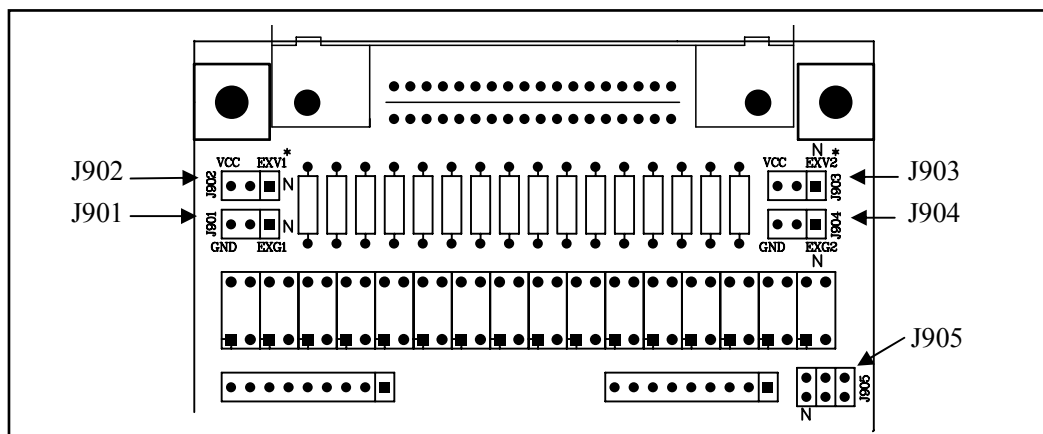 N
VCC EXV1* VCC EXV2*
J902 J902 N J903 J903
J901 J901 N J904 J904
GND EXG1 GND EXG2
N
J905
J905
N